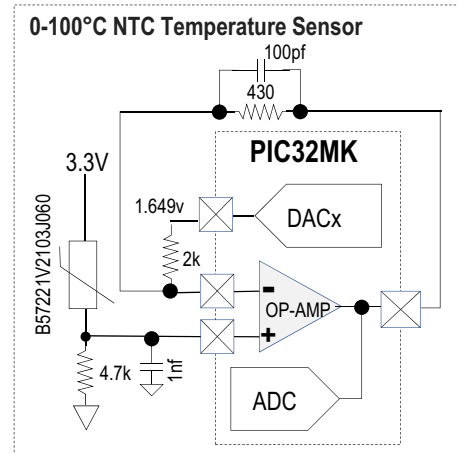 0-100°C NTC Temperature Sensor
100pf
430
PIC32MK
3.3V
1.649v
DACx
2k
B57221V2103J060
-
OP-AMP
+
4.7k
1nf
ADC